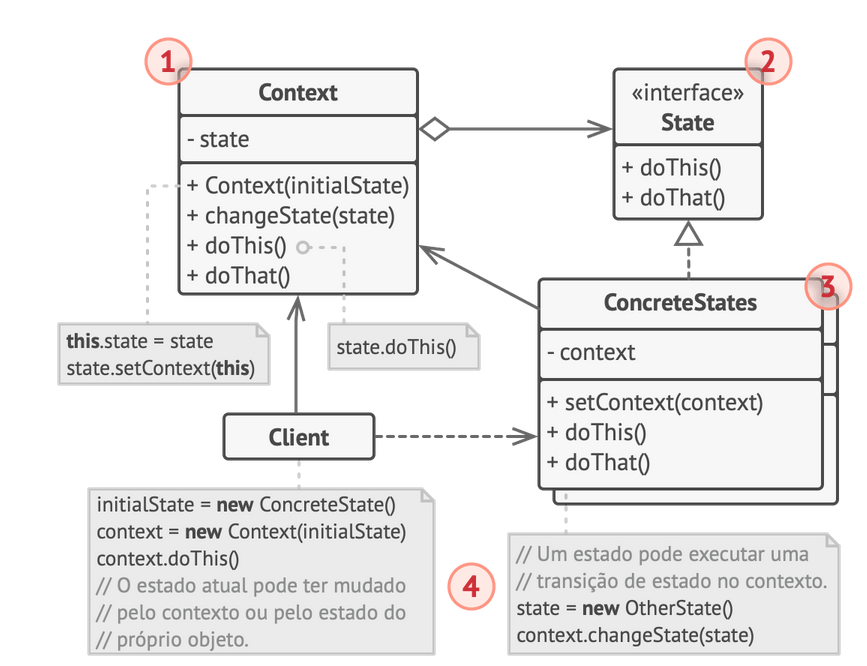 1
Context
- state
+ Context(initialState)
+ changeState(state)
+ doThis()
+ doThat()
2
«interface»
State
+ doThis()
+ doThat()
3
ConcreteStates
- context
+ setContext(context)
+ doThis()
+ doThat()
this.state = state
state.setContext(this)
state.doThis()
Client
initialState = new ConcreteState()
context = new Context(initialState)
context.doThis()
// O estado atual pode ter mudado
// pelo contexto ou pelo estado do
// próprio objeto.
4
// Um estado pode executar uma
// transição de estado no contexto.
state = new OtherState()
context.changeState(state)